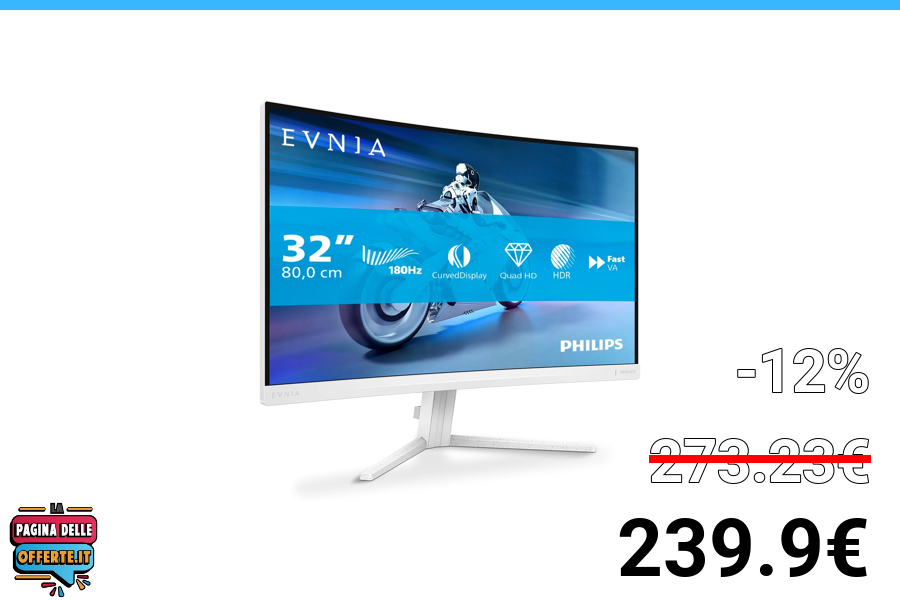 EVNIA
32”
80,0 cm
180Hz
CurvedDisplay
Quad HD
HDR
Fast
VA
PHILIPS
EVNIA
-12%
273.23€
239.9€
LA
PAGINA DELLE
OFFERTE.IT